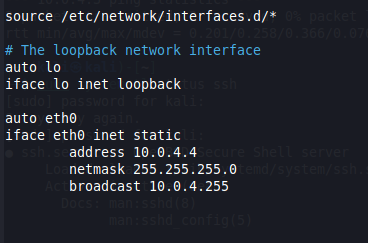 source /etc/network/interfaces.d/*
# The loopback network interface
auto lo
iface lo inet loopback
auto eth0
iface eth0 inet static
address 10.0.4.4
netmask 255.255.255.0
broadcast 10.0.4.255